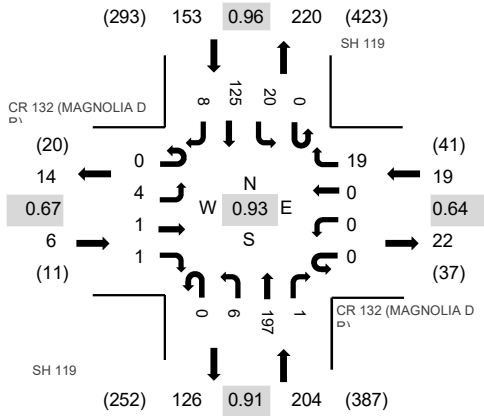 (293) 153 0.96 220 (423)
SH 119
CR 132 (MAGNOLIA D
R)
8 125 20 0
(20)
14
0.67
6
(11)
0
4
1
1
N
W 0.93 E
S
19
0
0
0
(41)
19
0.64
22
(37)
0 6 197 1
CR 132 (MAGNOLIA D
R)
SH 119
(252) 126 0.91 204 (387)